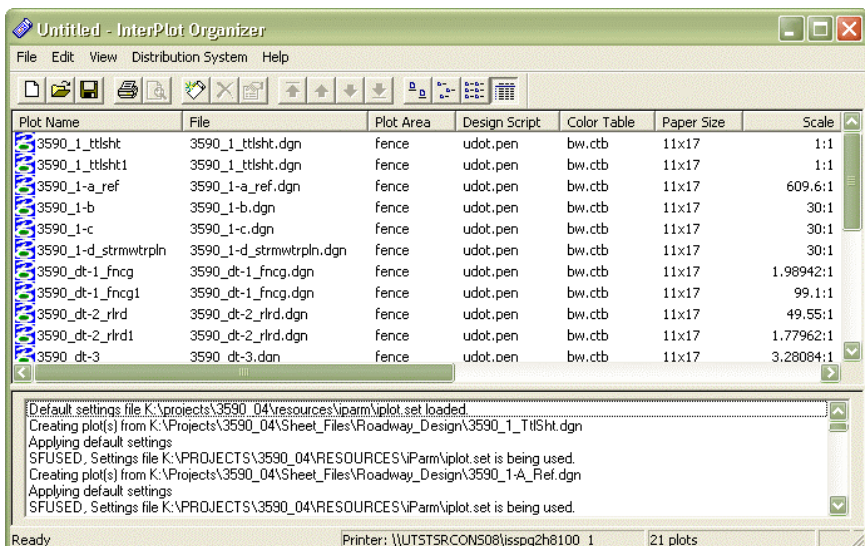 Untitled - InterPlot Organizer
File Edit View Distribution System Help
Plot Name File Plot Area Design Script Color Table Paper Size Scale
3590_1_ttlsht 3590_1_ttlsht.dgn fence udot.pen bw.ctb 11x17 1:1
3590_1_ttlsht1 3590_1_ttlsht.dgn fence udot.pen bw.ctb 11x17 1:1
3590_1-a_ref 3590_1-a_ref.dgn fence udot.pen bw.ctb 11x17 609.6:1
3590_1-b 3590_1-b.dgn fence udot.pen bw.ctb 11x17 30:1
3590_1-c 3590_1-c.dgn fence udot.pen bw.ctb 11x17 30:1
3590_1-d_strmwtrpln 3590_1-d_strmwtrpln.dgn fence udot.pen bw.ctb 11x17 30:1
3590_dt-1_fncg 3590_dt-1_fncg.dgn fence udot.pen bw.ctb 11x17 1.98942:1
3590_dt-1_fncg1 3590_dt-1_fncg.dgn fence udot.pen bw.ctb 11x17 99.1:1
3590_dt-2_rlrd 3590_dt-2_rlrd.dgn fence udot.pen bw.ctb 11x17 49.55:1
3590_dt-2_rlrd1 3590_dt-2_rlrd.dgn fence udot.pen bw.ctb 11x17 1.77962:1
3590_dt-3 3590_dt-3.dgn fence udot.pen bw.ctb 11x17 3.28084:1
Default settings file K:\projects\3590_04\resources\iparm\iplot.set loaded.
Creating plot(s) from K:\Projects\3590_04\Sheet_Files\Roadway_Design\3590_1_TtlSht.dgn
Applying default settings
SFUSED, Settings file K:\PROJECTS\3590_04\RESOURCES\iParm\iplot.set is being used.
Creating plot(s) from K:\Projects\3590_04\Sheet_Files\Roadway_Design\3590_1-A_Ref.dgn
Applying default settings
SFUSED, Settings file K:\PROJECTS\3590_04\RESOURCES\iParm\iplot.set is being used.
Ready Printer: \\UTSTSRCONS08\isspq2h8100_1 21 plots